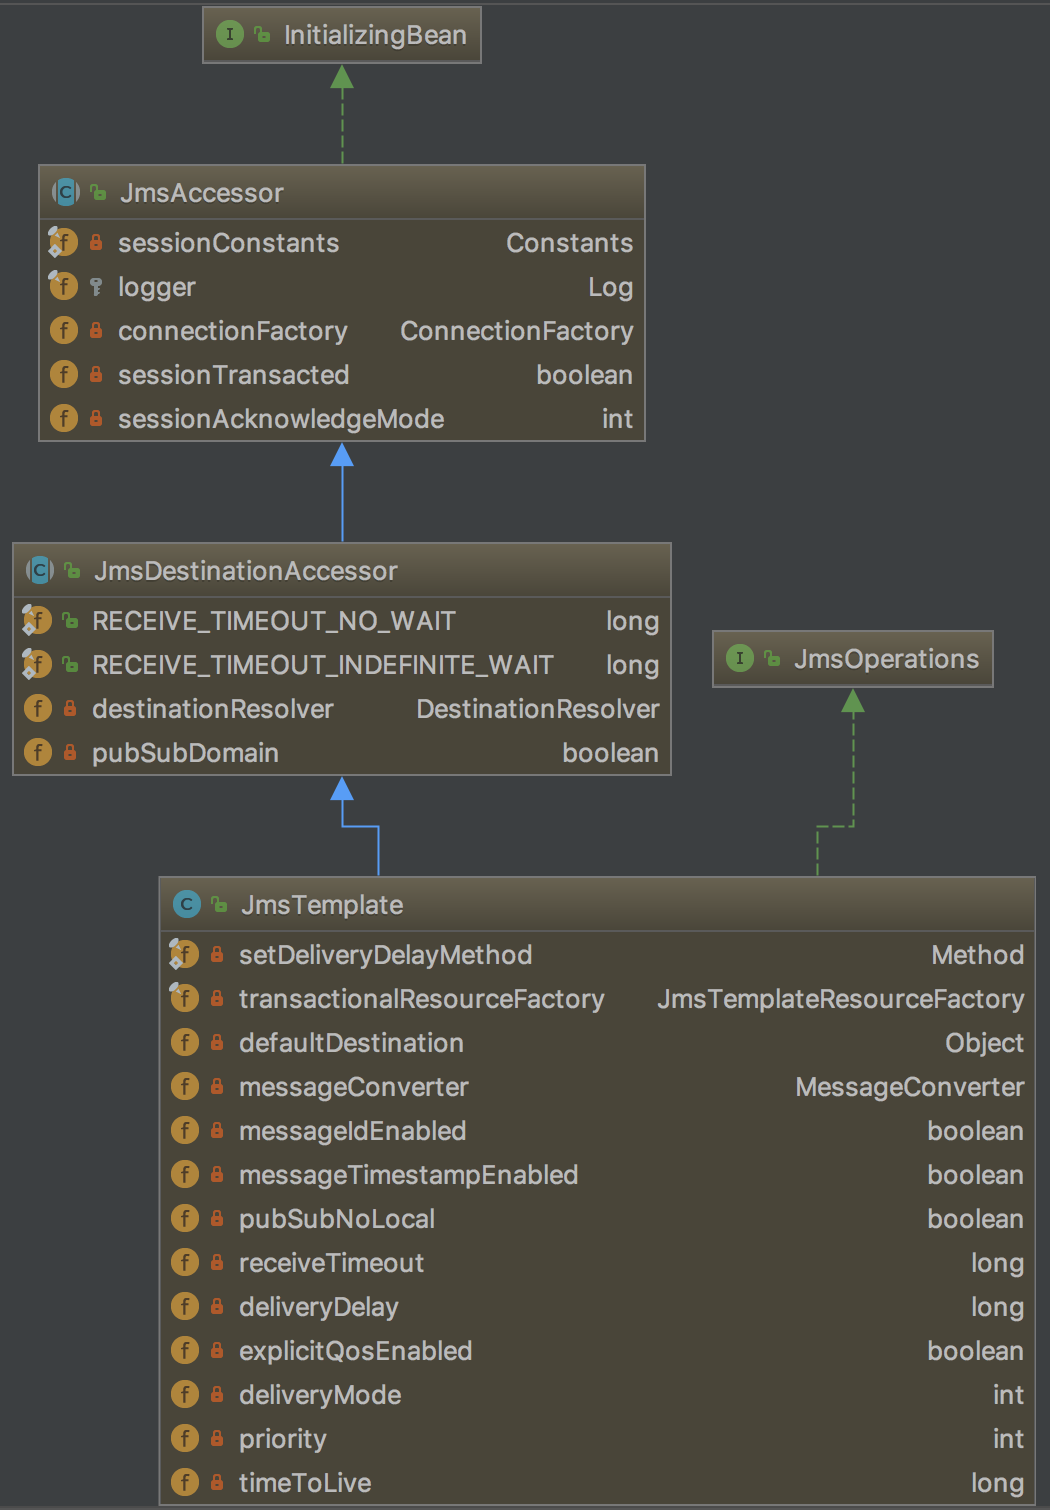 InitializingBean
JmsAccessor
sessionConstants Constants
logger Log
connectionFactory ConnectionFactory
sessionTransacted boolean
sessionAcknowledgeMode int
JmsDestinationAccessor
RECEIVE_TIMEOUT_NO_WAIT long
RECEIVE_TIMEOUT_INDEFINITE_WAIT long
destinationResolver DestinationResolver
pubSubDomain boolean
JmsOperations
JmsTemplate
setDeliveryDelayMethod Method
transactionalResourceFactory JmsTemplateResourceFactory
defaultDestination Object
messageConverter MessageConverter
messageIdEnabled boolean
messageTimestampEnabled boolean
pubSubNoLocal boolean
receiveTimeout long
deliveryDelay long
explicitQosEnabled boolean
deliveryMode int
priority int
timeToLive long